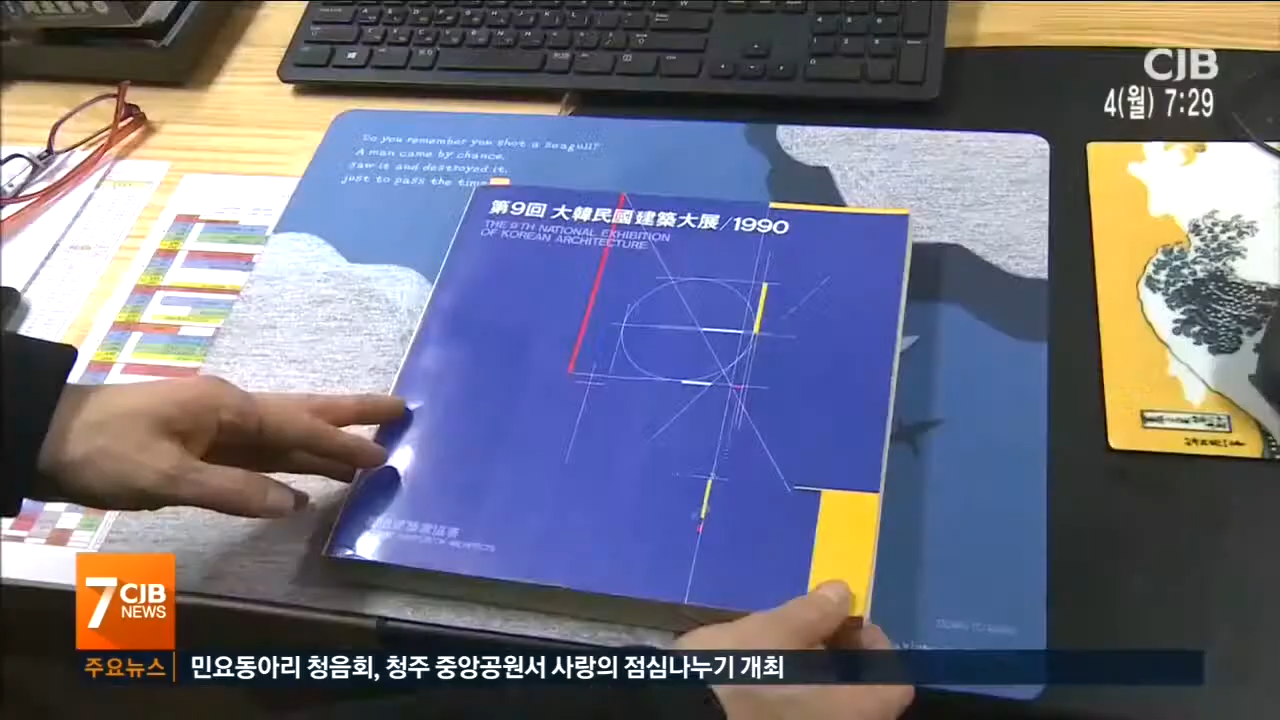 CJB
4(월) 7:29
Do you remember you shot a Seagull?
A man came by chance,
saw it and destroyed it,
just to pass the time
第9回 大韓民國建築大展/1990
THE 9TH NATIONAL EXHIBITION
OF KOREAN ARCHITECTURE
7 CJB
NEWS
주요뉴스 민요동아리 청음회, 청주 중앙공원서 사랑의 점심나누기 개최